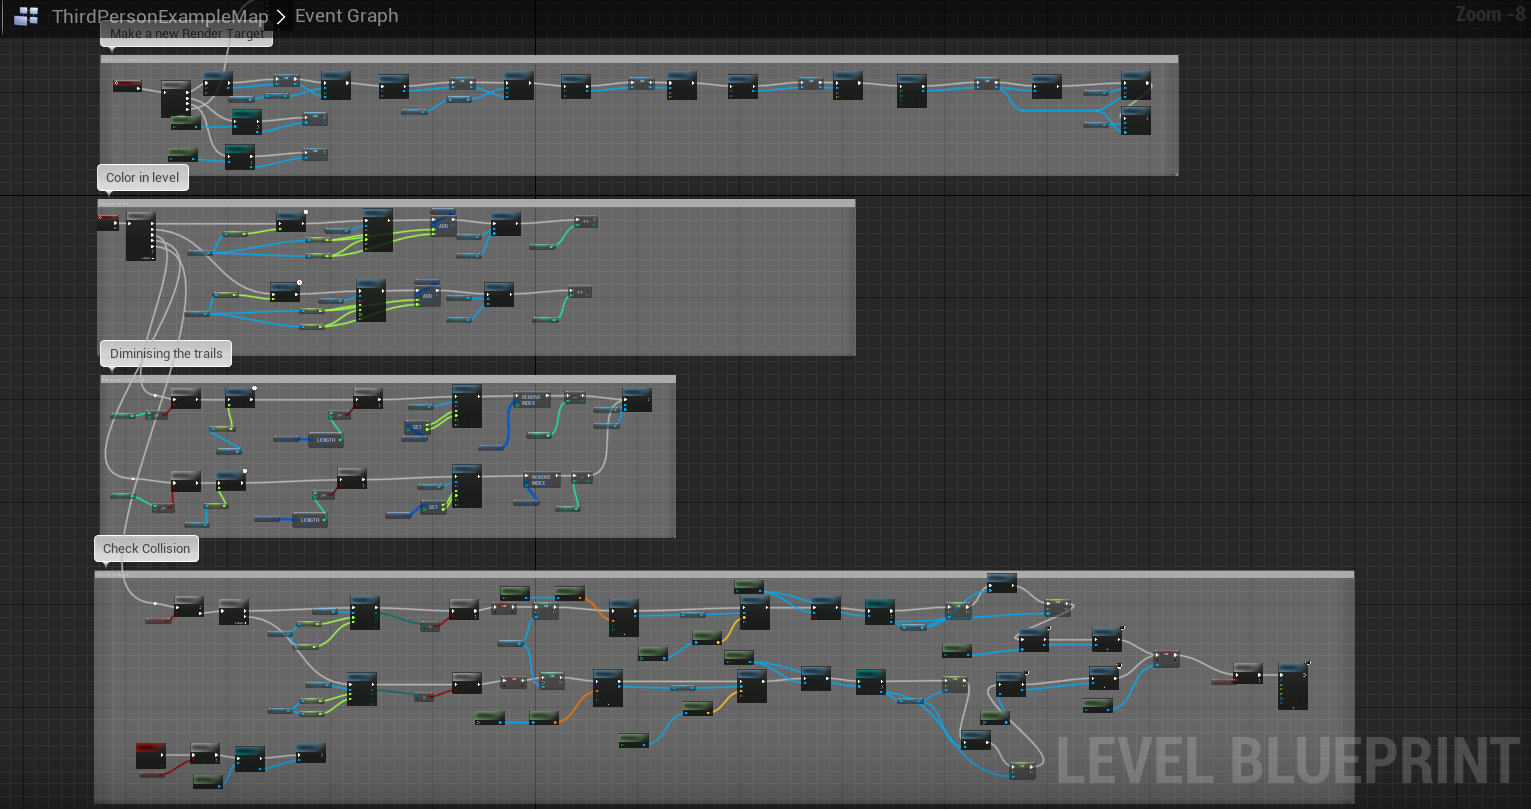 ThirdPersonExampleMap > Event Graph
Zoom -8
Make a new Render Target
Color in level
ADD
ADD
Diminising the trails
REMOVE
INDEX
GET
LENGTH
REMOVE
INDEX
GET
LENGTH
Check Collision
LEVEL BLUEPRINT